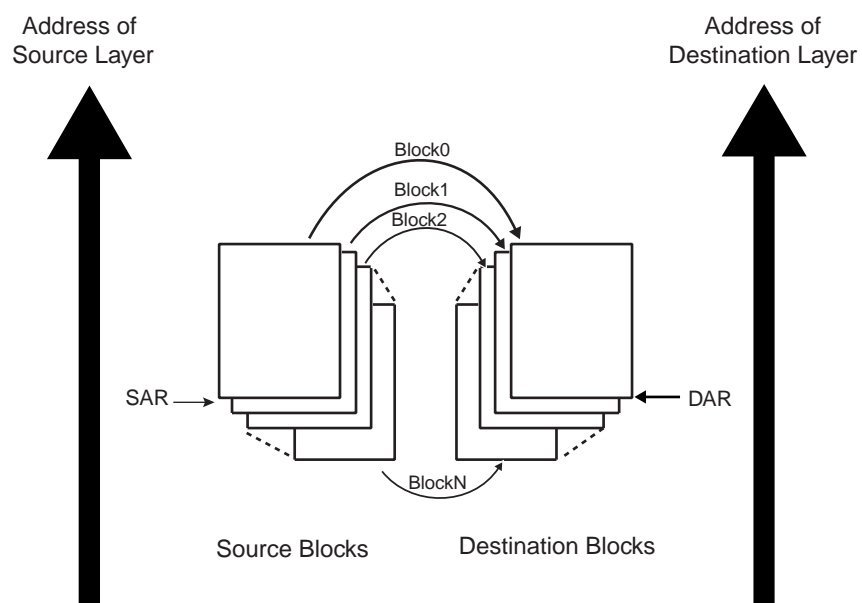 Address of
Source Layer
Address of
Destination Layer
Block0
Block1
Block2
SAR
DAR
BlockN
Source Blocks
Destination Blocks